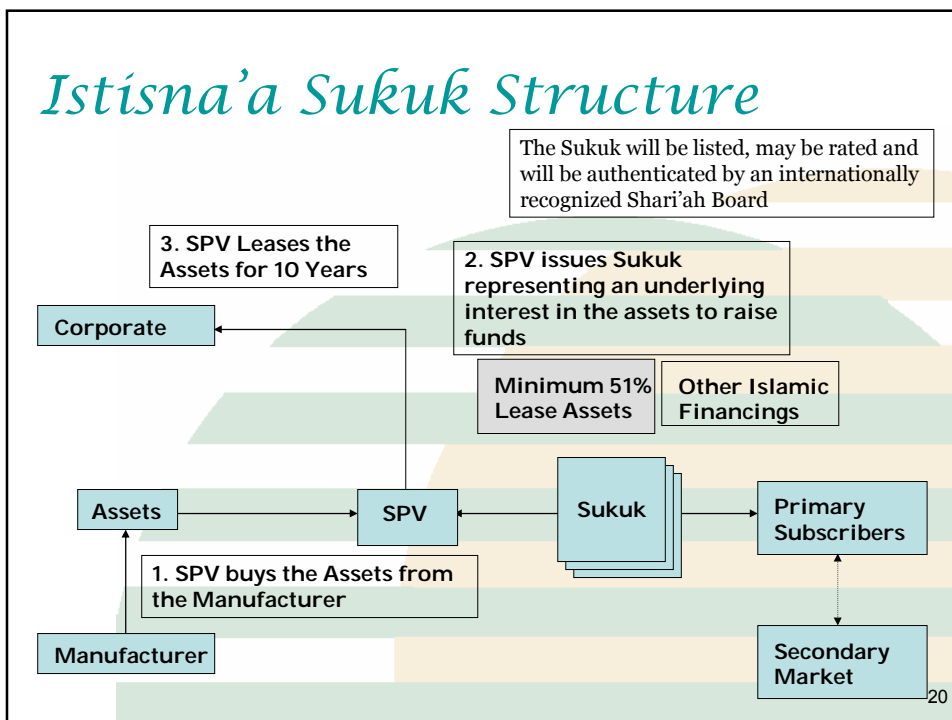 Istisna’a Sukuk Structure
The Sukuk will be listed, may be rated and
will be authenticated by an internationally
recognized Shari’ah Board
3. SPV Leases the
Assets for 10 Years
2. SPV issues Sukuk
representing an underlying
interest in the assets to raise
funds
Corporate
Minimum 51%
Lease Assets
Other Islamic
Financings
Assets
SPV
Sukuk
Primary
Subscribers
1. SPV buys the Assets from
the Manufacturer
Manufacturer
Secondary
Market
20